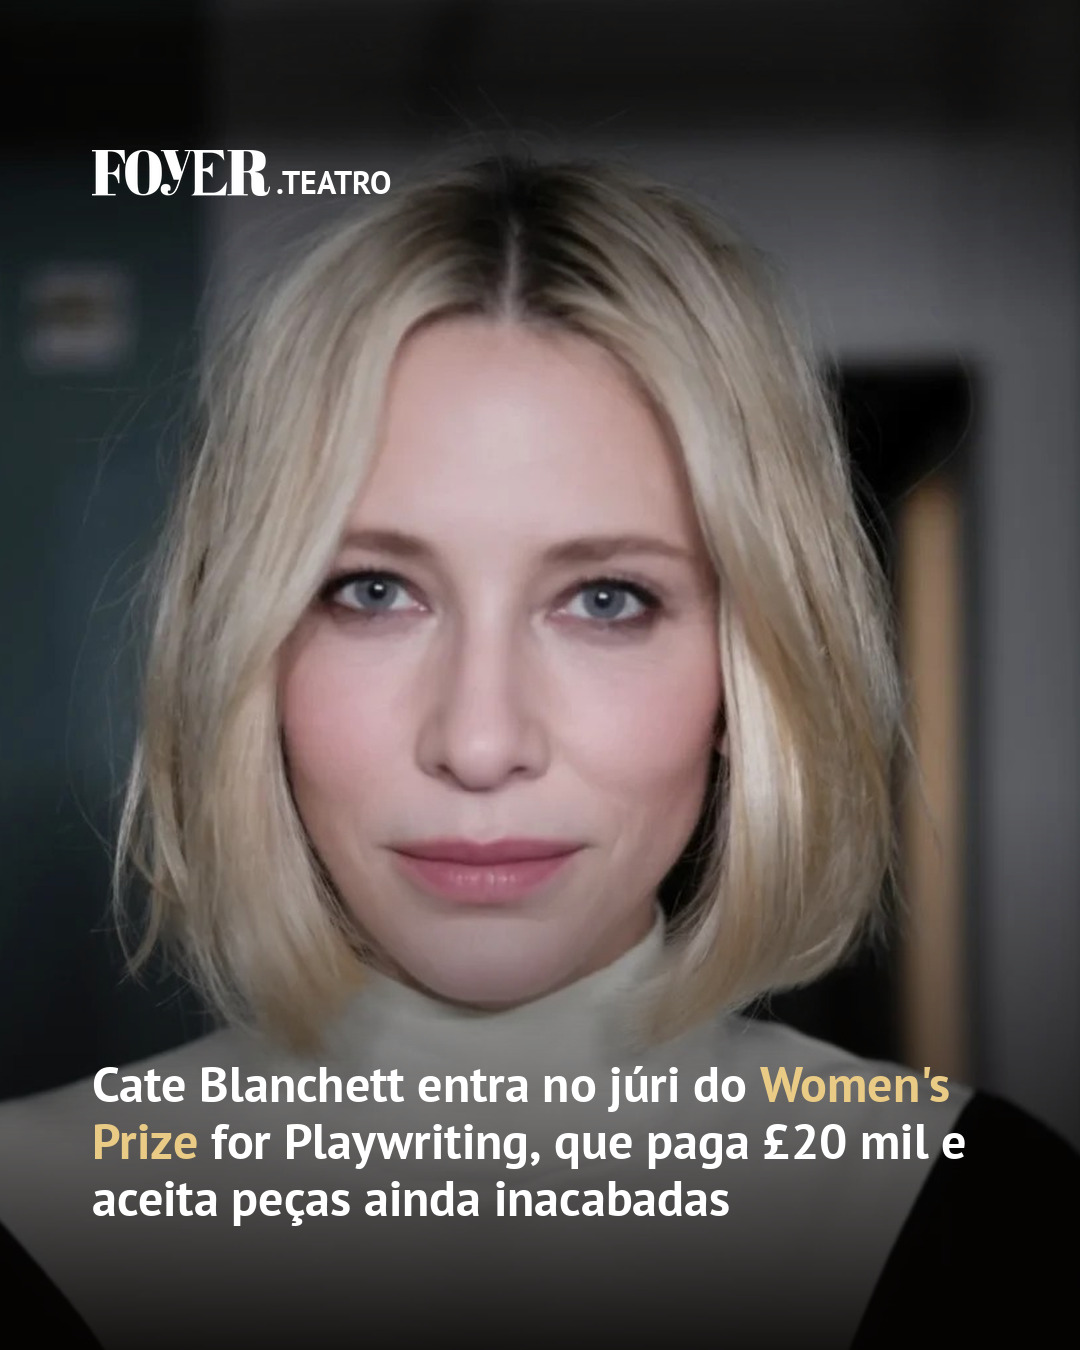 FOYER.TEATRO
Cate Blanchett entra no júri do Women's
Prize for Playwriting, que paga £20 mil e
aceita peças ainda inacabadas